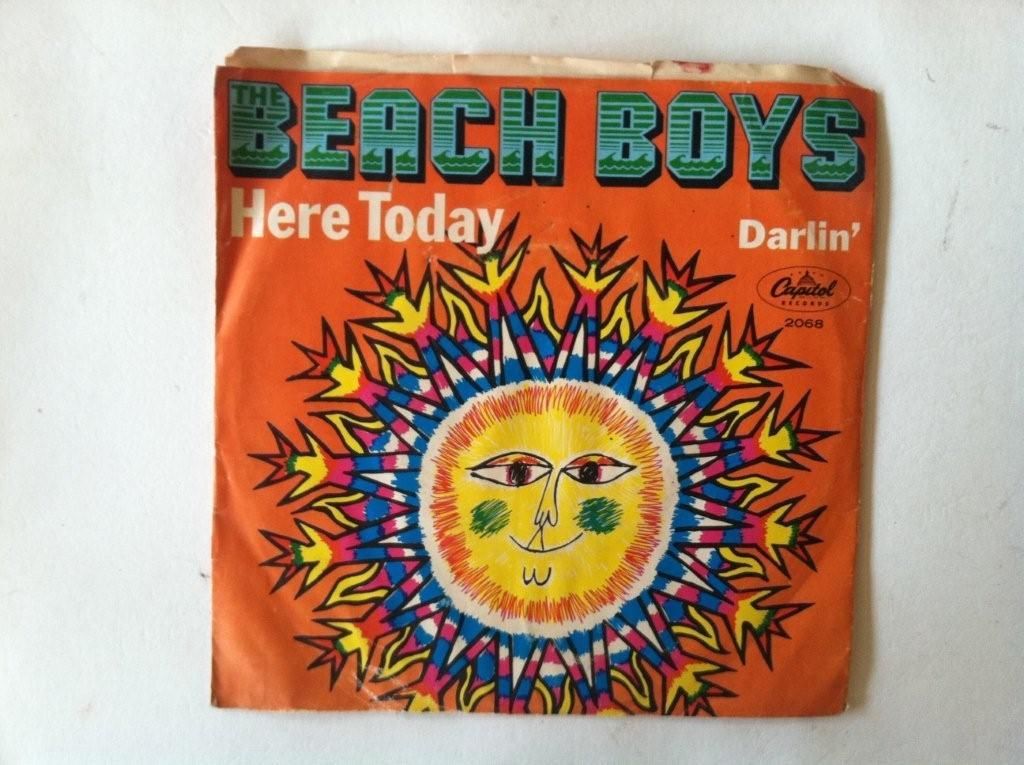 THE BEACH BOYS
Here Today
Darlin'
Capitol
RECORDS
2068